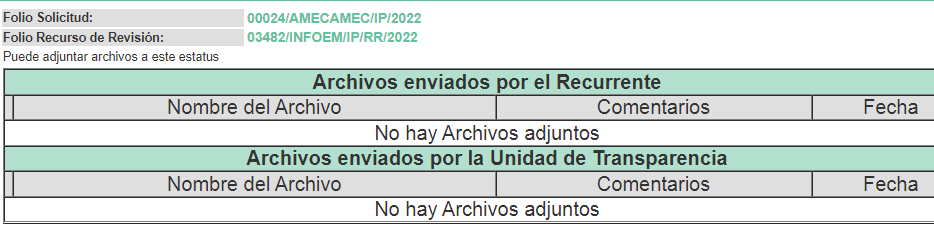 Folio Solicitud: 00024/AMECAMEC/IP/2022
Folio Recurso de Revisión: 03482/INFOEM/IP/RR/2022
Puede adjuntar archivos a este estatus
Archivos enviados por el Recurrente
Nombre del Archivo Comentarios Fecha
No hay Archivos adjuntos
Archivos enviados por la Unidad de Transparencia
Nombre del Archivo Comentarios Fecha
No hay Archivos adjuntos